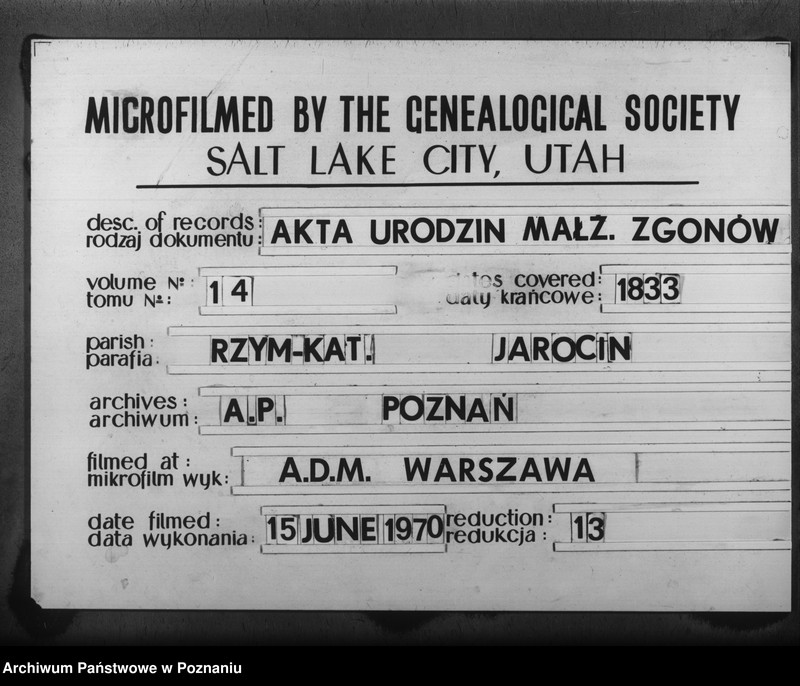 MICROFILMED BY THE GENEALOGICAL SOCIETY
SALT LAKE CITY, UTAH
desc. of records: AKTA URODZIN MAŁŻ. ZGONÓW
rodzaj dokumentu:
volume №: 14
tomu №:
covered: 1833
daty krańcowe:
parish: RZYM-KAT. JAROCIN
parafia:
archives: A.P. POZNAŃ
archiwum:
filmed at: A.D.M. WARSZAWA
mikrofilm wyk:
date filmed: 15 JUNE 1970 reduction: 13
data wykonania: redukcja:
Archiwum Państwowe w Poznaniu